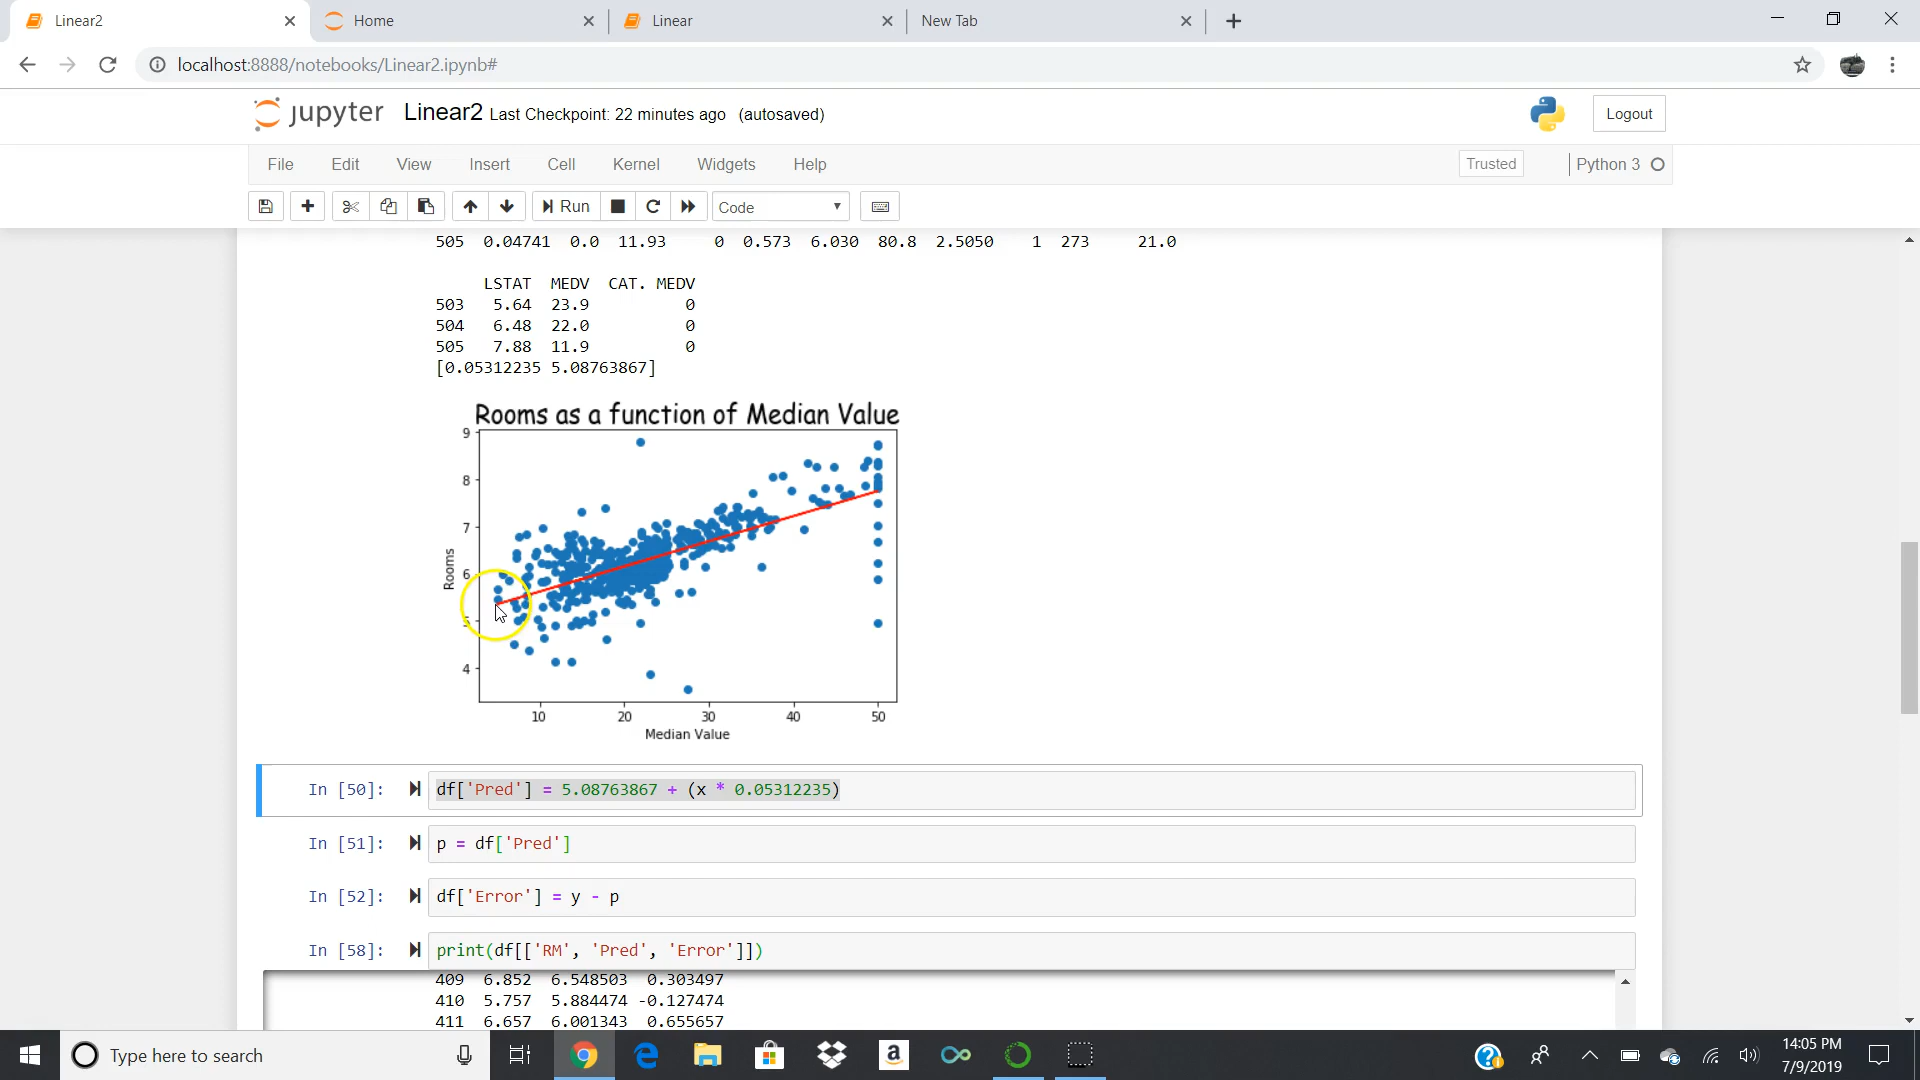 Linear2
Home
Linear
New Tab
localhost:8888/notebooks/Linear2.ipynb#
jupyter Linear2 Last Checkpoint: 22 minutes ago (autosaved)
Logout
File Edit View Insert Cell Kernel Widgets Help
Trusted
Python 3
Run
Code
505 0.04741 0.0 11.93 0 0.573 6.030 80.8 2.5050 1 273 21.0
LSTAT MEDV CAT. MEDV
503 5.64 23.9 0
504 6.48 22.0 0
505 7.88 11.9 0
[0.05312235 5.08763867]
Rooms as a function of Median Value
9
8
7
6
5
4
Rooms
10 20 30 40 50
Median Value
In [50]: df['Pred'] = 5.08763867 + (x * 0.05312235)
In [51]: p = df['Pred']
In [52]: df['Error'] = y - p
In [58]: print(df[['RM', 'Pred', 'Error']])
409 6.852 6.548503 0.303497
410 5.757 5.884474 -0.127474
411 6.657 6.001343 0.655657
Type here to search
14:05 PM
7/9/2019